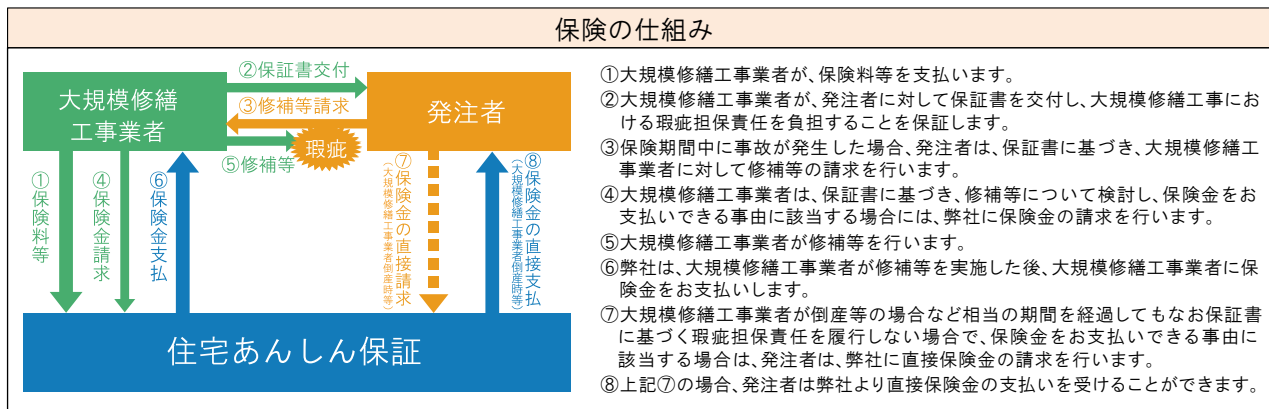 保険の仕組み
②保証書交付
大規模修繕
工事業者
③修補等請求
発注者
瑕疵
⑤修補等
①保険料等
④保険金請求
⑥保険金支払
⑦保険金の直接請求
(大規模修繕工事業者倒産時等)
⑧保険金の直接支払
(大規模修繕工事業者倒産時等)
住宅あんしん保証
①大規模修繕工事業者が、保険料等を支払います。
②大規模修繕工事業者が、発注者に対して保証書を交付し、大規模修繕工事にお
ける瑕疵担保責任を負担することを保証します。
③保険期間中に事故が発生した場合、発注者は、保証書に基づき、大規模修繕工
事業者に対して修補等の請求を行います。
④大規模修繕工事業者は、保証書に基づき、修補等について検討し、保険金をお
支払いできる事由に該当する場合には、弊社に保険金の請求を行います。
⑤大規模修繕工事業者が修補等を行います。
⑥弊社は、大規模修繕工事業者が修補等を実施した後、大規模修繕工事業者に保
険金をお支払いします。
⑦大規模修繕工事業者が倒産等の場合など相当の期間を経過してもなお保証書
に基づく瑕疵担保責任を履行しない場合で、保険金をお支払いできる事由に
該当する場合は、発注者は、弊社に直接保険金の請求を行います。
⑧上記⑦の場合、発注者は弊社より直接保険金の支払いを受けることができます。